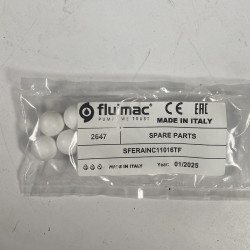 flu'mac®
PUMPS WE TRUST
CE EAC
MADE IN ITALY
2647 SPARE PARTS
SFERAINC11016TF
MADE IN ITALY Year: 01/2025